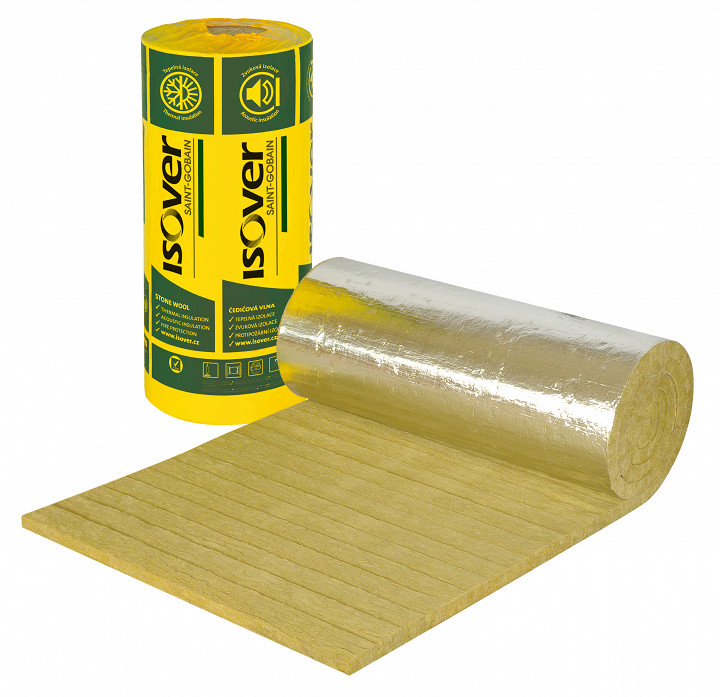 Tepelná izolace
Thermal insulation
Zvuková izolace
Acoustic insulation
isover
SAINT-GOBAIN
isover
SAINT-GOBAIN
STONE WOOL
✓ THERMAL INSULATION
✓ ACOUSTIC INSULATION
✓ FIRE PROTECTION
✓ www.isover.cz
ČEDIČOVÁ VLNA
✓ TEPELNÁ IZOLACE
✓ ZVUKOVÁ IZOLACE
✓ PROTIPOŽÁRNÍ IZO
✓ www.isover.cz